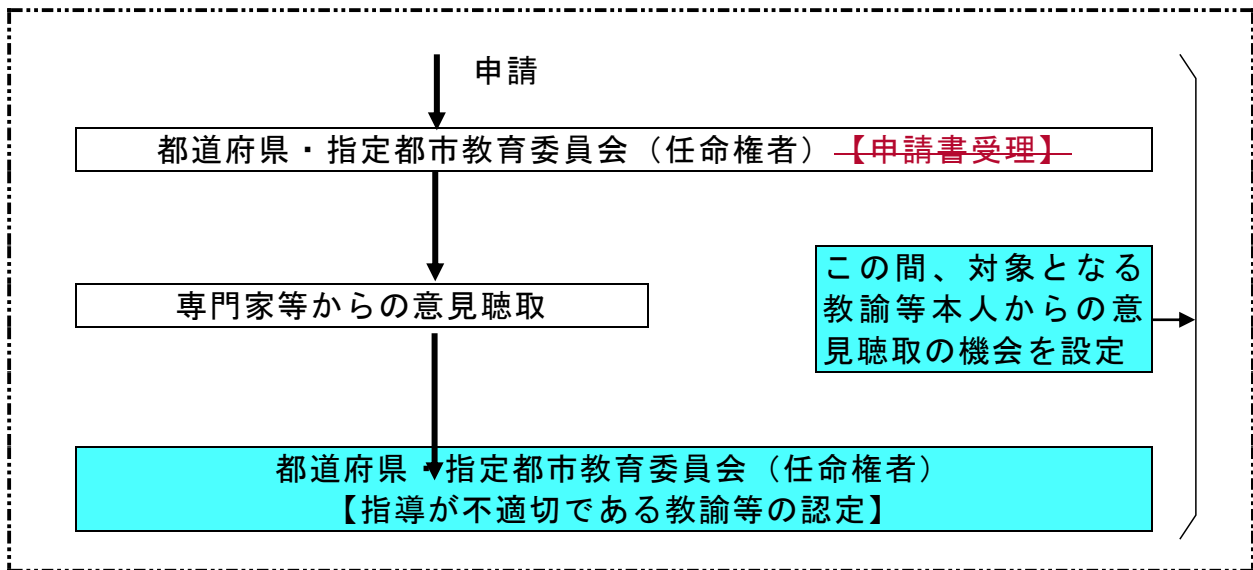 申請
都道府県・指定都市教育委員会（任命権者）【申請書受理】
専門家等からの意見聴取
この間、対象となる
教諭等本人からの意
見聴取の機会を設定
都道府県・指定都市教育委員会（任命権者）
【指導が不適切である教諭等の認定】